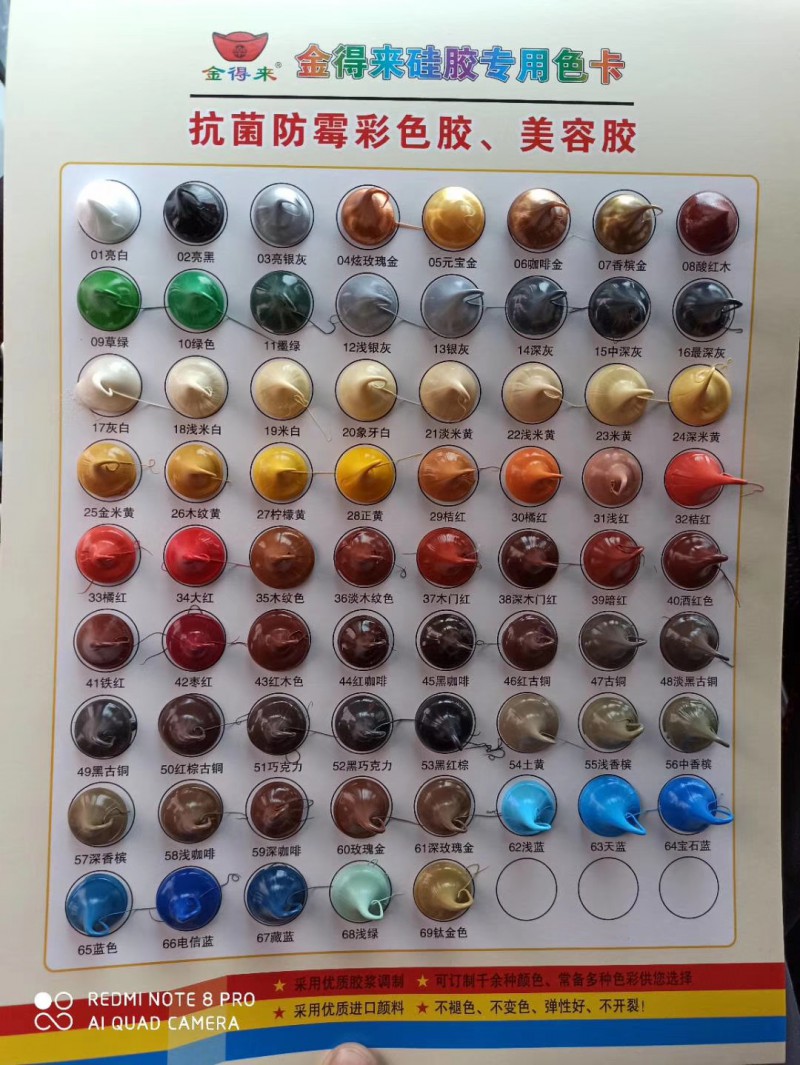 金得来®
金得来硅胶专用色卡
抗菌防霉彩色胶、美容胶
01亮白 02亮黑 03亮银灰 04炫玫瑰金 05元宝金 06咖啡金 07香槟金 08酸红木
09草绿 10绿色 11墨绿 12浅银灰 13银灰 14深灰 15中深灰 16最深灰
17灰白 18浅米白 19米白 20象牙白 21淡米黄 22浅米黄 23米黄 24深米黄
25金米黄 26木纹黄 27柠檬黄 28正黄 29桔红 30橘红 31浅红 32桔红
33橘红 34大红 35木纹色 36淡木纹色 37木门红 38深木门红 39暗红 40酒红色
41铁红 42枣红 43红木色 44红咖啡 45黑咖啡 46红古铜 47古铜 48淡黑古铜
49黑古铜 50红棕古铜 51巧克力 52黑巧克力 53黑红棕 54土黄 55浅香槟 56中香槟
57深香槟 58浅咖啡 59深咖啡 60玫瑰金 61深玫瑰金 62浅蓝 63天蓝 64宝石蓝
65蓝色 66电信蓝 67藏蓝 68浅绿 69钛金色
★ 采用优质胶浆调制 ★ 可订制千余种颜色、常备多种色彩供您选择
★ 采用优质进口颜料 ★ 不褪色、不变色、弹性好、不开裂!
REDMI NOTE 8 PRO
AI QUAD CAMERA